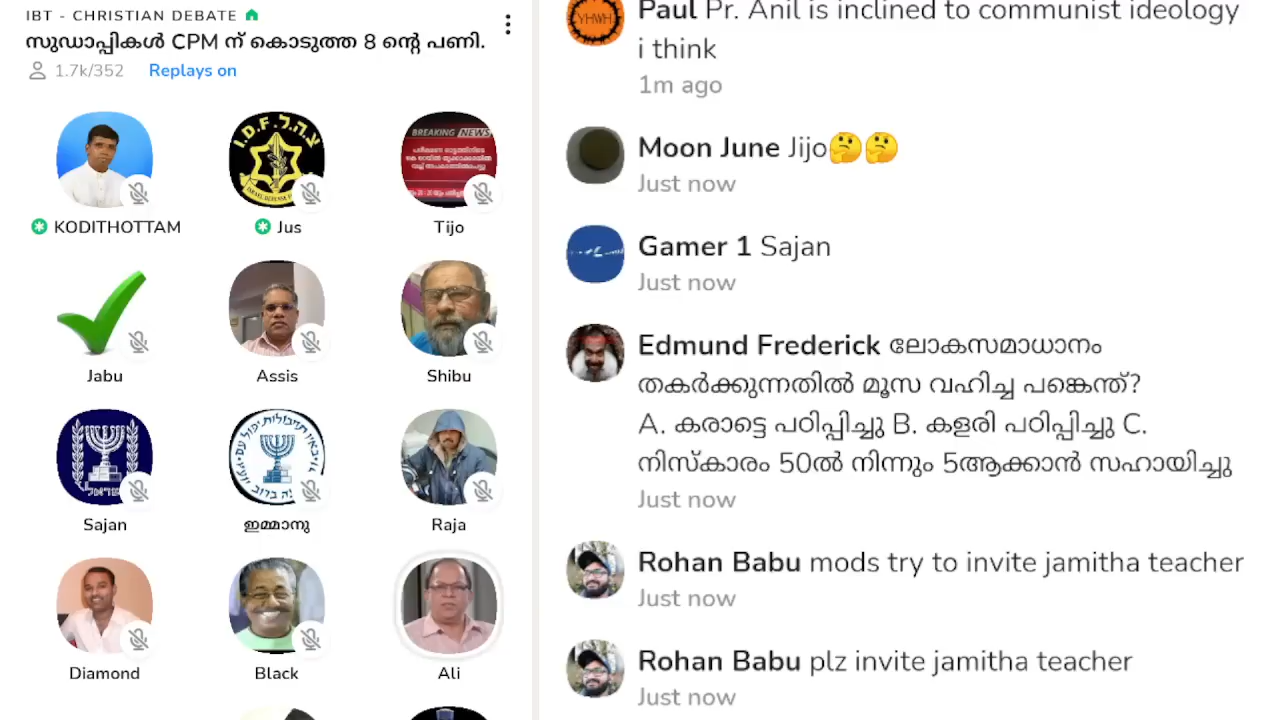 IBT - CHRISTIAN DEBATE
സുഡാപ്പികൾ CPM ന് കൊടുത്ത 8 ന്റെ പണി.
1.7k/352 Replays on
I.D.F. צ.ה.ל.
BREAKING NEWS
KODITHOTTAM
Jus
Tijo
Jabu
Assis
Shibu
ישראל
Sajan
ഇമ്മാനു
Raja
Diamond
Black
Ali
YHWH
Paul Pr. Anil is inclined to communist ideology
i think
1m ago
Moon June Jijo🤔🤔
Just now
Gamer 1 Sajan
Just now
Edmund Frederick ലോകസമാധാനം
തകർക്കുന്നതിൽ മൂസ വഹിച്ച പങ്കെന്ത്?
A. കരാട്ടെ പഠിപ്പിച്ചു B. കളരി പഠിപ്പിച്ചു C.
നിസ്കാരം 50ൽ നിന്നും 5ആക്കാൻ സഹായിച്ചു
Just now
Rohan Babu mods try to invite jamitha teacher
Just now
Rohan Babu plz invite jamitha teacher
Just now